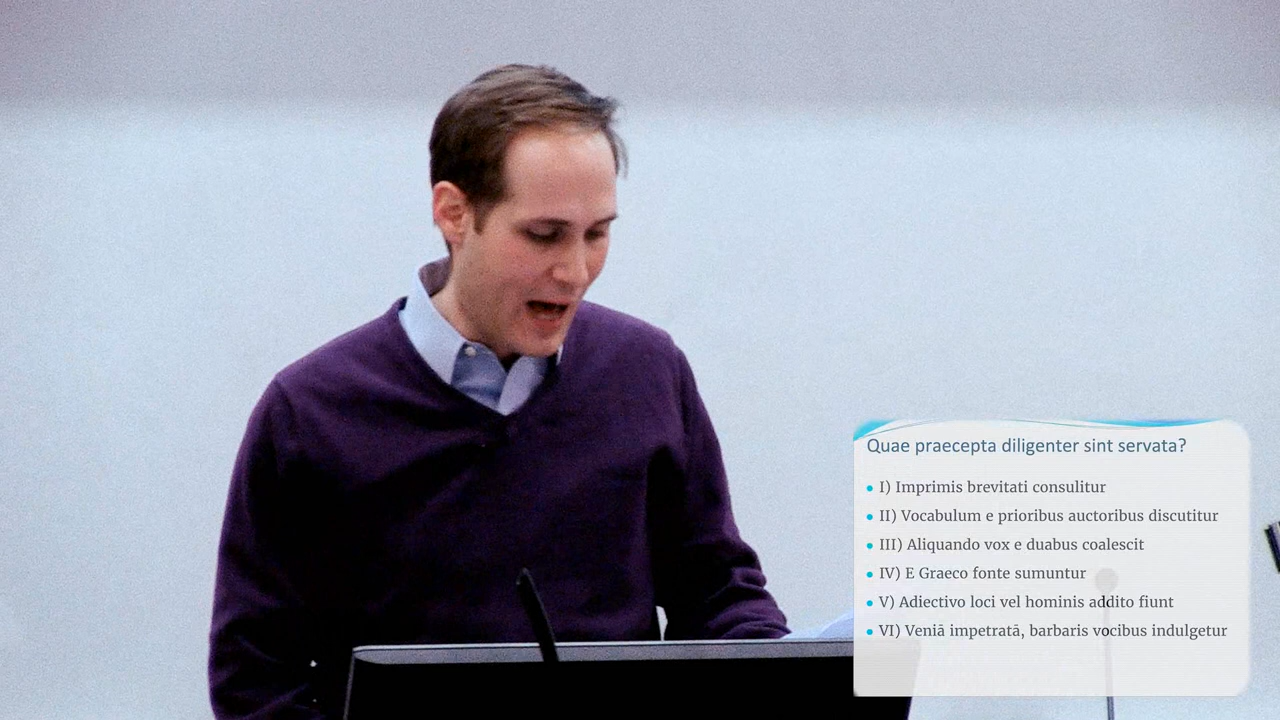 Quae praecepta diligenter sint servata?
I) Imprimis brevitati consulitur
II) Vocabulum e prioribus auctoribus discutitur
III) Aliquando vox e duabus coalescit
IV) E Graeco fonte sumuntur
V) Adiectivo loci vel hominis addito fiunt
VI) Veniā impetratā, barbaris vocibus indulgetur